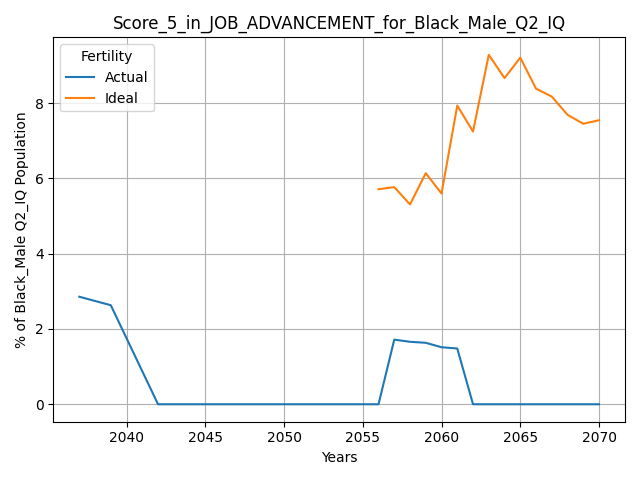 Score_5_in_JOB_ADVANCEMENT_for_Black_Male_Q2_IQ
Fertility
Actual
Ideal
% of Black_Male Q2_IQ Population
8
6
4
2
0
2040 2045 2050 2055 2060 2065 2070
Years